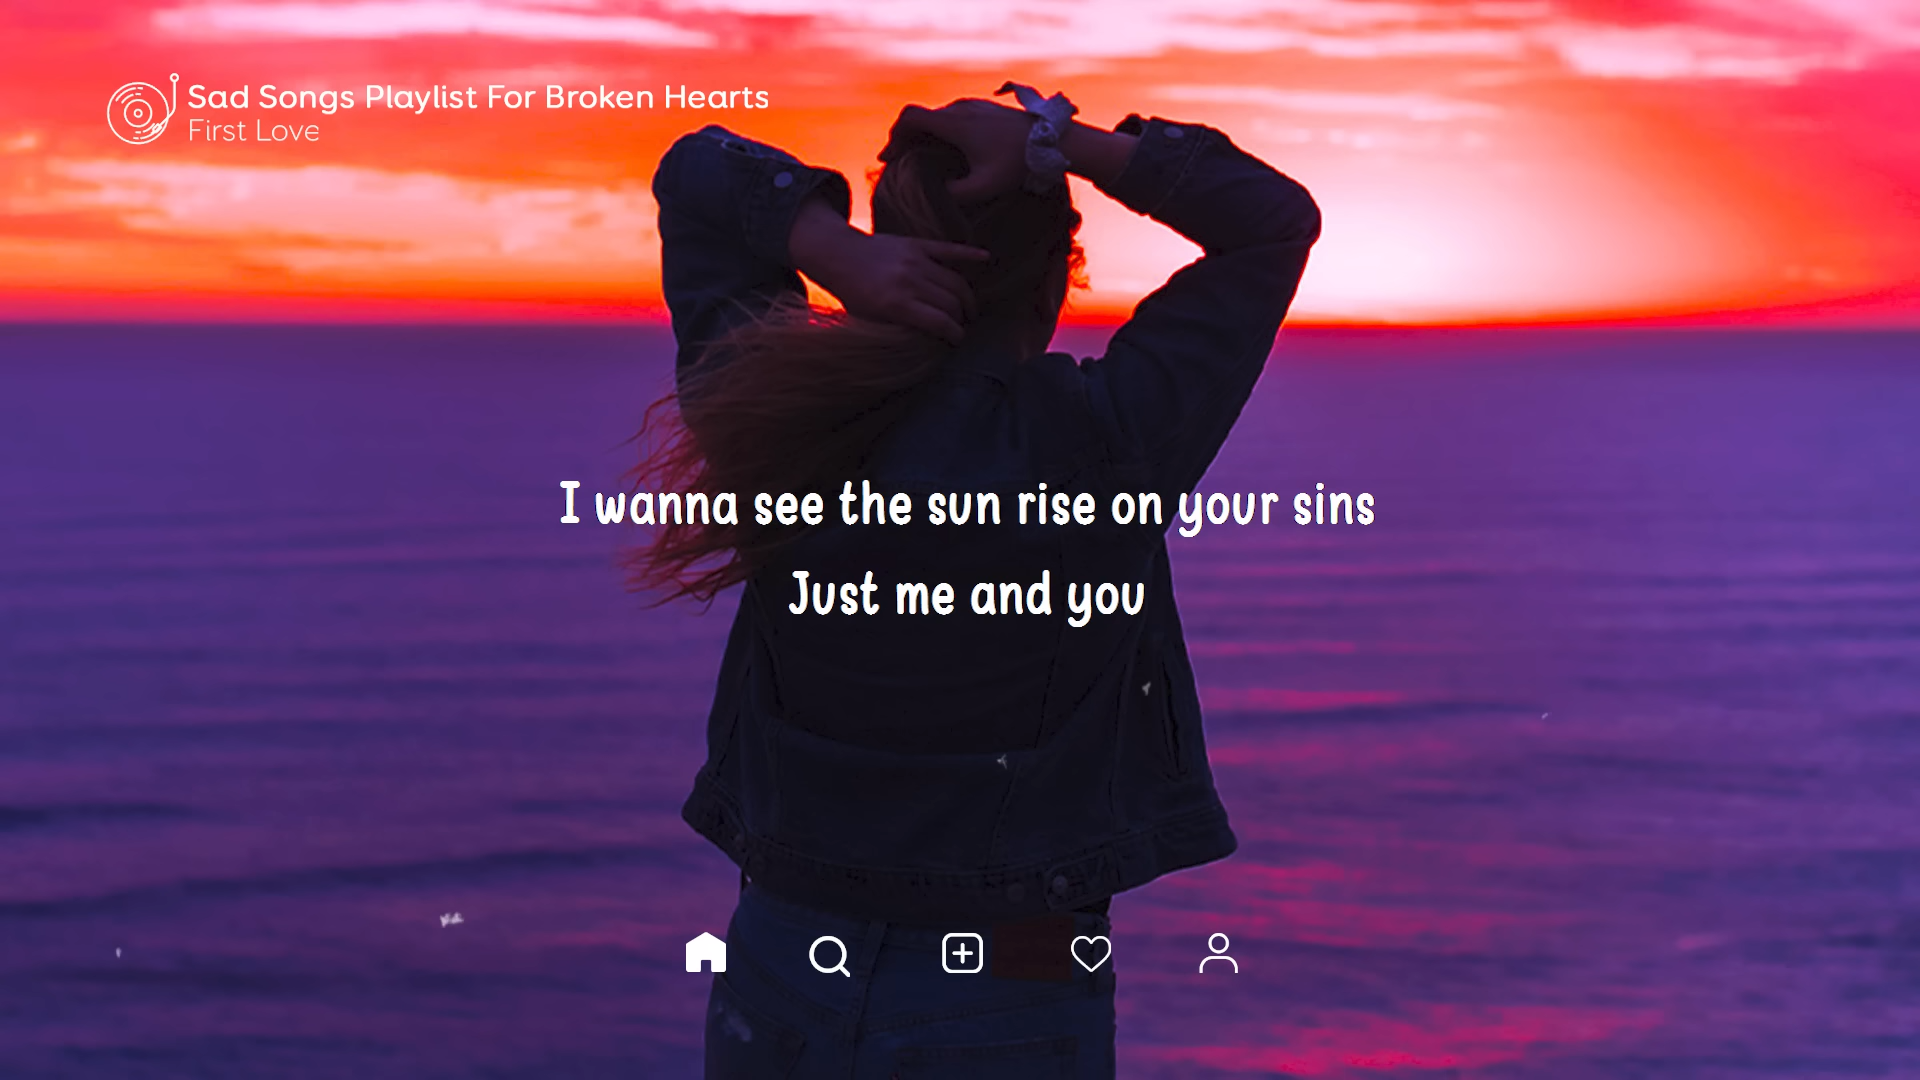 Sad Songs Playlist For Broken Hearts
First Love
I wanna see the sun rise on your sins
Just me and you